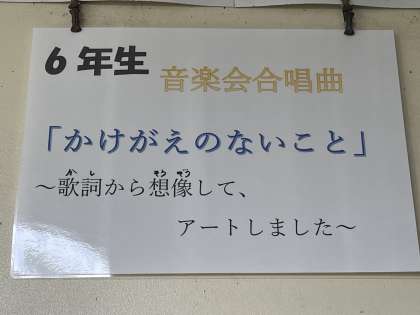 6年生 音楽会合唱曲
「かけがえのないこと」
～歌詞から想像して、
アートしました～